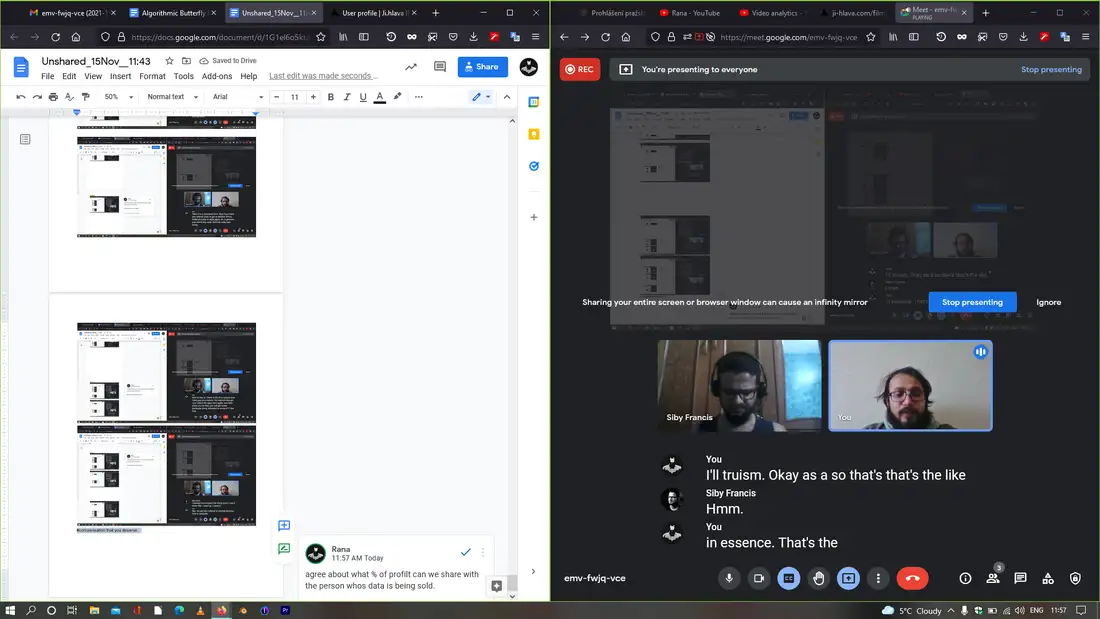 emv-fwjq-vce (2021-
Algorithmic Butterfly
Unshared_15Nov__11:43
User profile | Ji.hlava
https://docs.google.com/document/d/1G1el6o5k
Unshared_15Nov__11:43
Saved to Drive
File Edit View Insert Format Tools Add-ons Help
Last edit was made seconds ...
Share
50%
Normal text
Arial
11
B I U A
Rana
11:57 AM Today
agree about what % of profilt can we share with
the person whos data is being sold.
Prohlášení pražsk
Rana - YouTube
Video analytics -
ji-hlava.com/film
Meet – emv-f
PLAYING
https://meet.google.com/emv-fwjq-vce
REC
You're presenting to everyone
Stop presenting
Sharing your entire screen or browser window can cause an infinity mirror
Stop presenting
Ignore
Siby Francis
You
You
I'll truism. Okay as a so that's that's the like
Siby Francis
Hmm.
You
in essence. That's the
emv-fwjq-vce
CC
3
5°C Cloudy
ENG
11:57